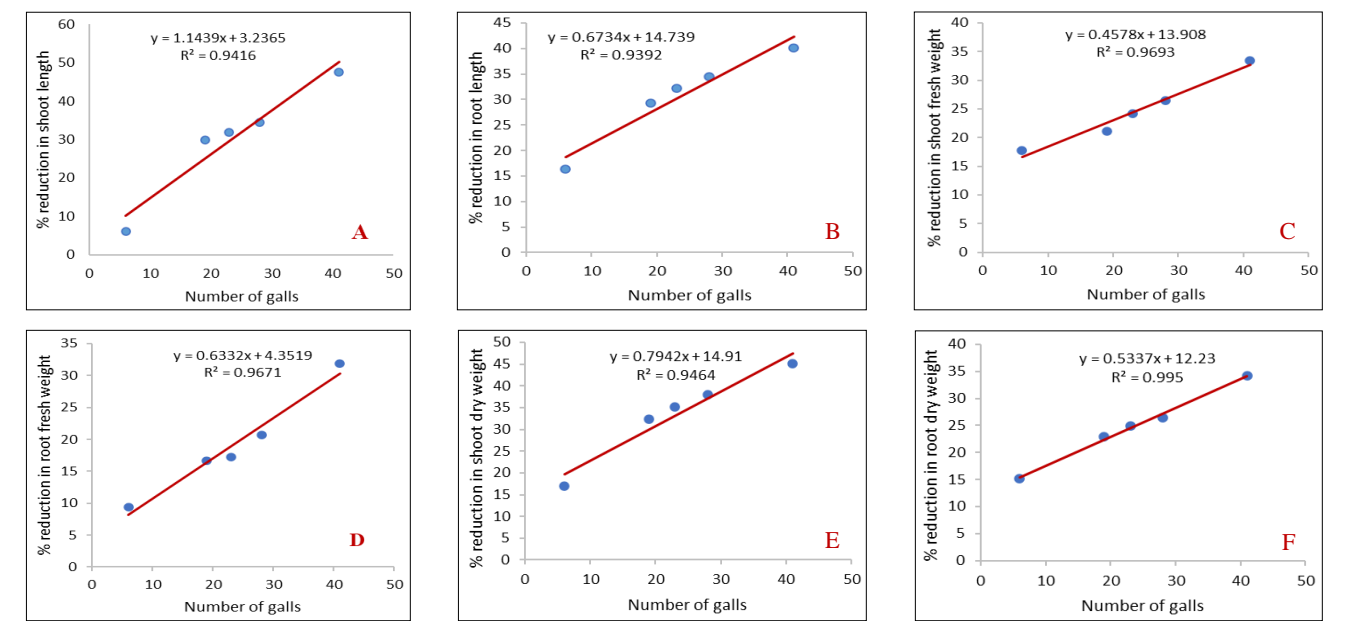 % reduction in shoot length
60
50
40
30
20
10
0
y = 1.1439x + 3.2365
R² = 0.9416
A
0 10 20 30 40 50
Number of galls
% reduction in root length
45
40
35
30
25
20
15
10
5
0
y = 0.6734x + 14.739
R² = 0.9392
B
0 10 20 30 40 50
Number of galls
% reduction in shoot fresh weight
40
35
30
25
20
15
10
5
0
y = 0.4578x + 13.908
R² = 0.9693
C
0 10 20 30 40 50
Number of galls
% reduction in root fresh weight
35
30
25
20
15
10
5
0
y = 0.6332x + 4.3519
R² = 0.9671
D
0 10 20 30 40 50
Number of galls
% reduction in shoot dry weight
50
45
40
35
30
25
20
15
10
5
0
y = 0.7942x + 14.91
R² = 0.9464
E
0 10 20 30 40 50
Number of galls
% reduction in root dry weight
40
35
30
25
20
15
10
5
0
y = 0.5337x + 12.23
R² = 0.995
F
0 10 20 30 40 50
Number of galls